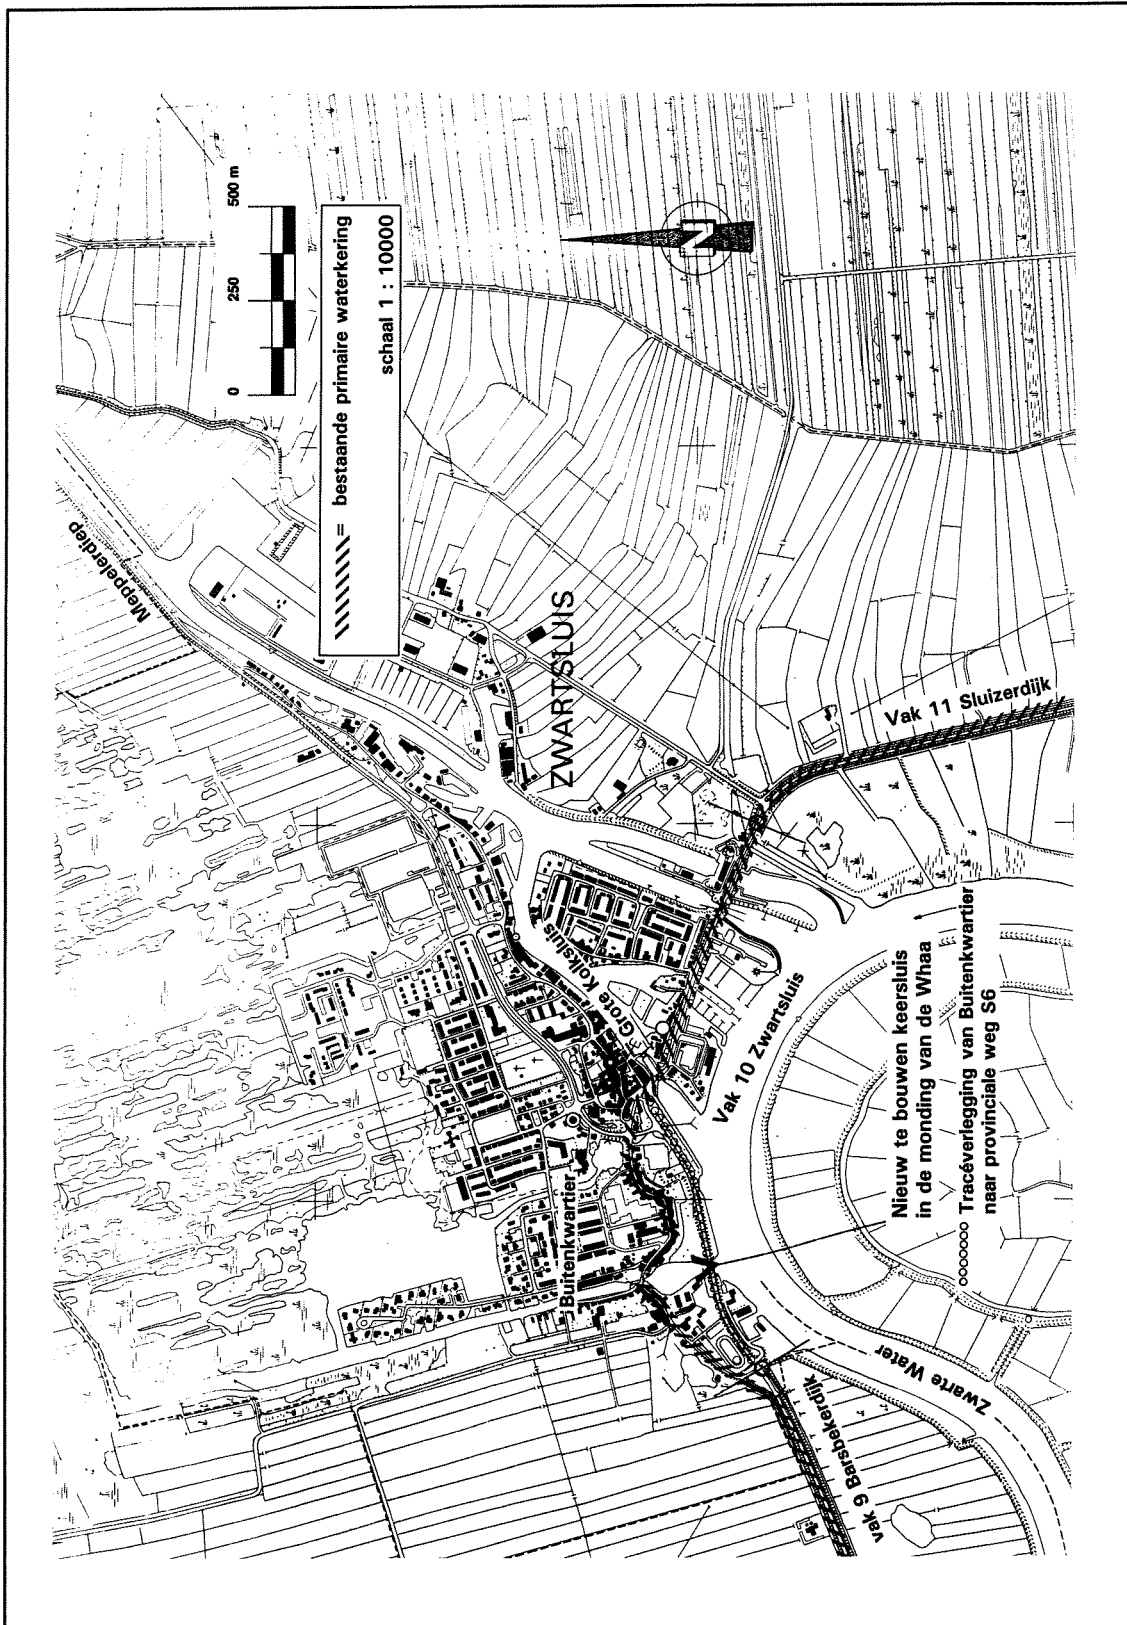 0 250 500 m
= bestaande primaire waterkering
schaal 1 : 10000
N
Meppelerdiep
ZWARTSLUIS
Vak 11 Sluizerdijk
Grote Kolksluis
Buitenkwartier
Vak 10 Zwartsluis
Nieuw te bouwen keersluis
in de monding van de Whaa
ooooooo Tracéverlegging van Buitenkwartier
naar provinciale weg S6
Zwarte Water
vak 9 Barsbekerdijk